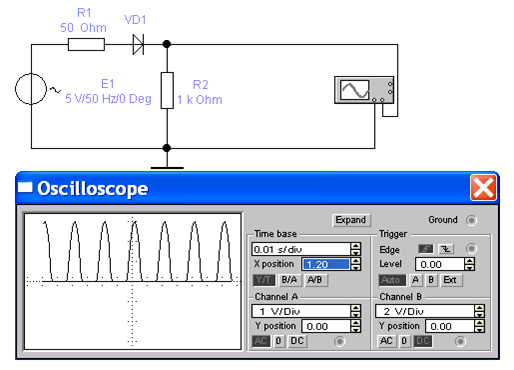 R1
50 Ohm
VD1
E1
5 V/50 Hz/0 Deg
R2
1 k Ohm
Oscilloscope
Expand
Ground
Time base
0.01 s/div
X position 1.20
Y/T B/A A/B
Trigger
Edge
Level 0.00
Auto A B Ext
Channel A
1 V/Div
Y position 0.00
AC 0 DC
Channel B
2 V/Div
Y position 0.00
AC 0 DC